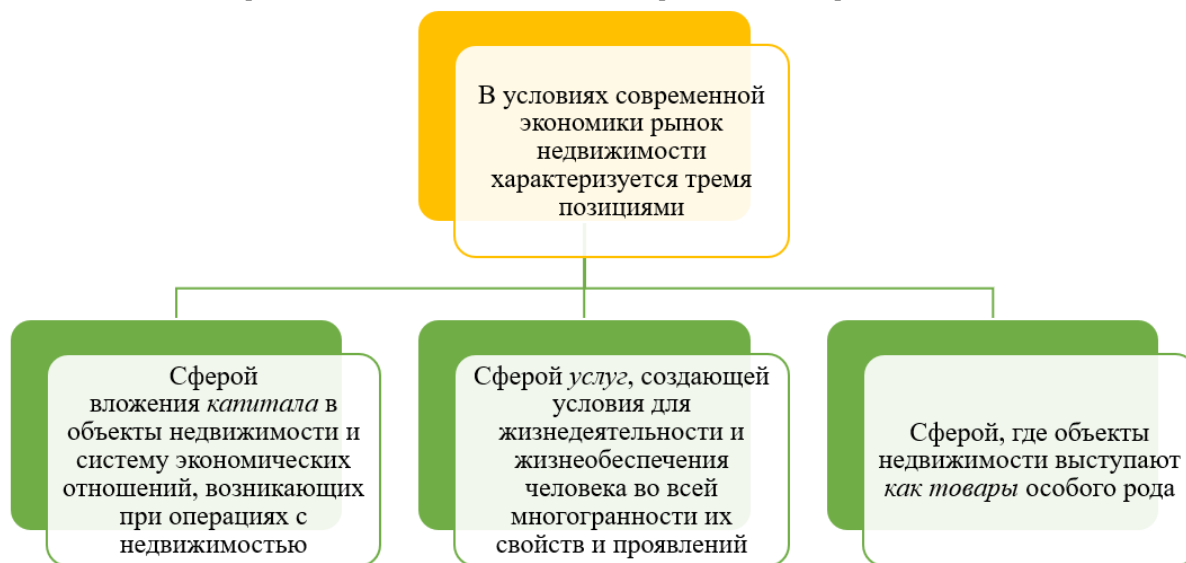 В условиях современной
экономики рынок
недвижимости
характеризуется тремя
позициями
Сферой
вложения капитала в
объекты недвижимости и
систему экономических
отношений, возникающих
при операциях с
недвижимостью
Сферой услуг, создающей
условия для
жизнедеятельности и
жизнеобеспечения
человека во всей
многогранности их
свойств и проявлений
Сферой, где объекты
недвижимости выступают
как товары особого рода